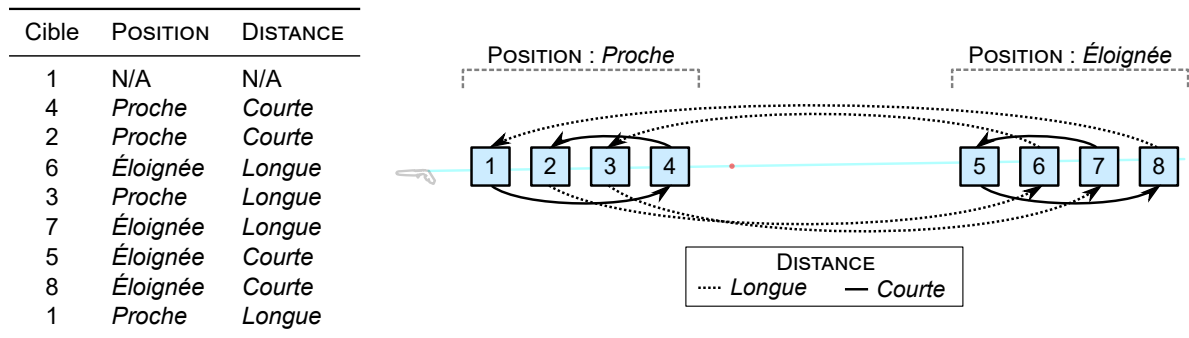 Cible POSITION DISTANCE
1 N/A N/A
4 Proche Courte
2 Proche Courte
6 Éloignée Longue
3 Proche Longue
7 Éloignée Longue
5 Éloignée Courte
8 Éloignée Courte
1 Proche Longue
POSITION : Proche
POSITION : Éloignée
1 2 3 4 5 6 7 8
DISTANCE
Longue Courte